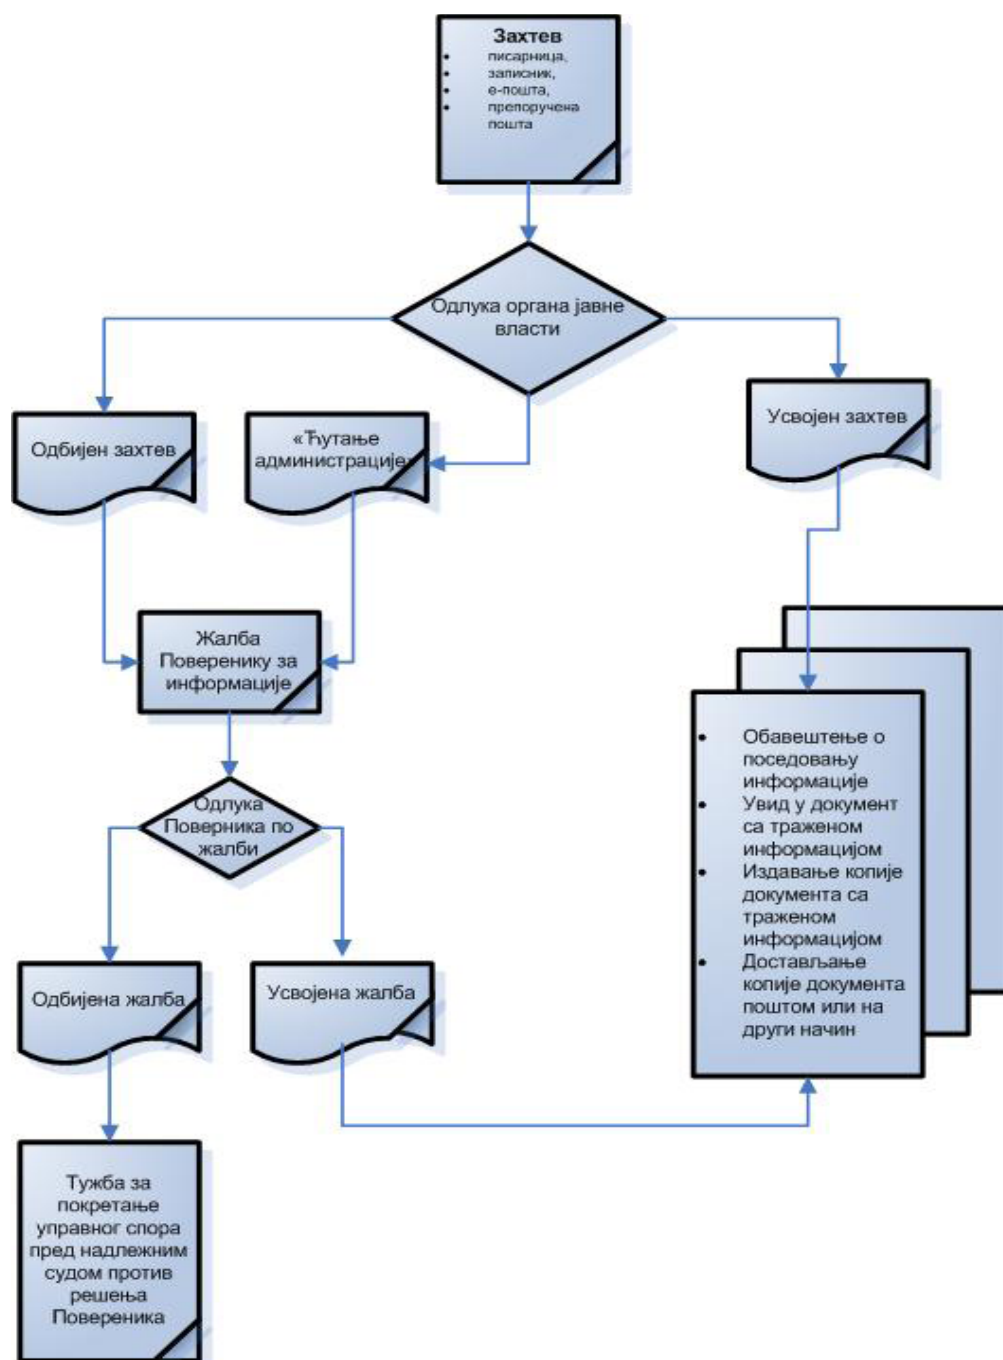 Захтев
• писарница,
• записник,
• е-пошта,
• препоручена
пошта
Одлука органа јавне
власти
Одбијен захтев
«Ћутање
администрације»
Усвојен захтев
Жалба
Поверенику за
информације
Одлука
Поверника по
жалби
Одбијена жалба
Усвојена жалба
• Обавештење о
поседовању
информације
• Увид у документ
са траженом
информацијом
• Издавање копије
документа са
траженом
информацијом
• Достављање
копије документа
поштом или на
други начин
Тужба за
покретање
управног спора
пред надлежним
судом против
решења
Повереника